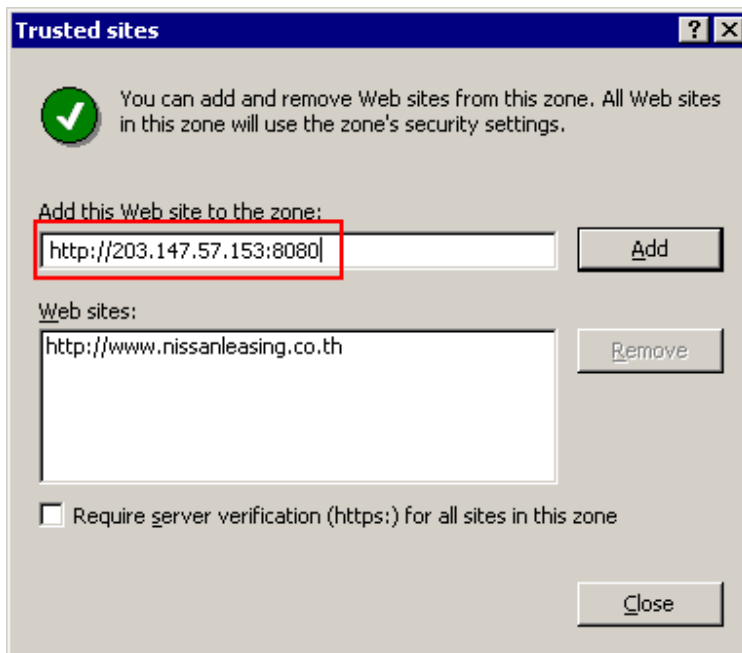 Trusted sites
You can add and remove Web sites from this zone. All Web sites
in this zone will use the zone's security settings.
Add this Web site to the zone:
http://203.147.57.153:8080
Add
Web sites:
http://www.nissanleasing.co.th
Remove
Require server verification (https:) for all sites in this zone
Close